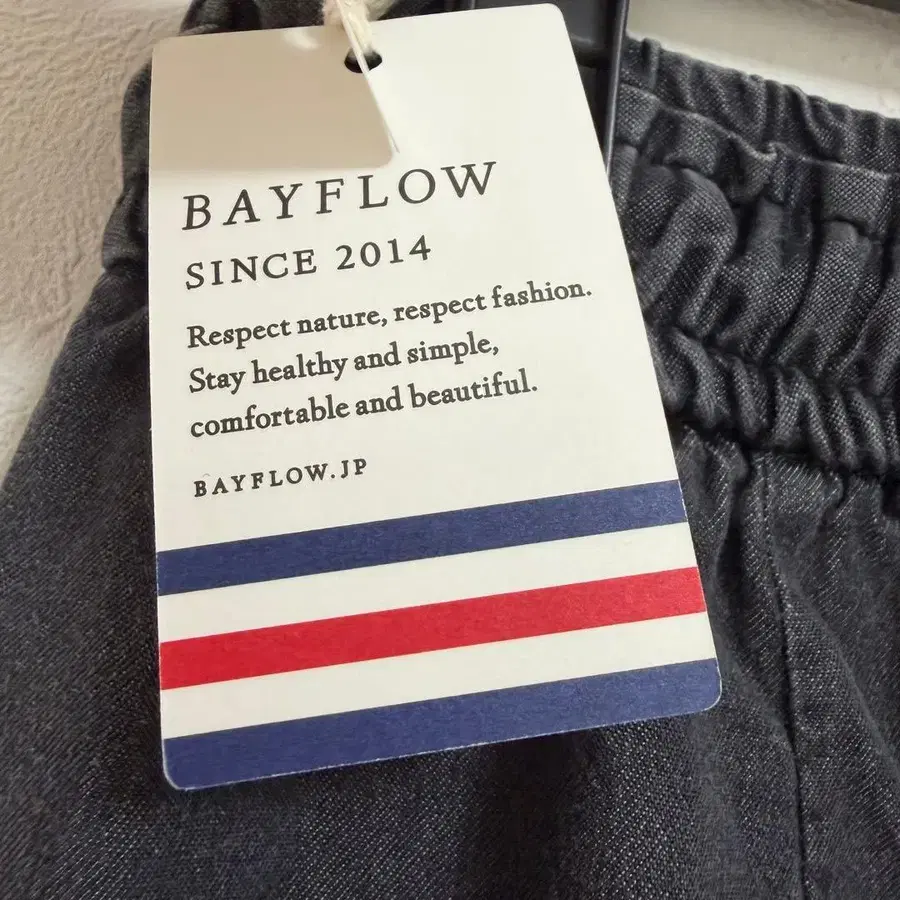 BAYFLOW
SINCE 2014
Respect nature, respect fashion.
Stay healthy and simple,
comfortable and beautiful.
BAYFLOW.JP